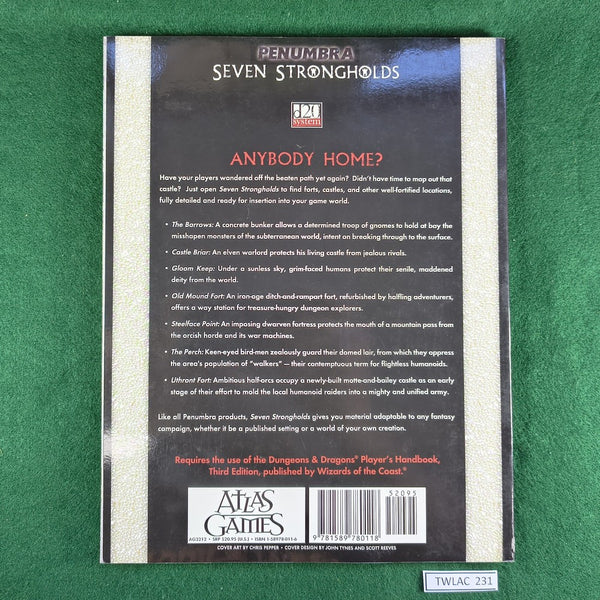 PENUMBRA
SEVEN STRONGHOLDS
d20
system
ANYBODY HOME?
Have your players wandered off the beaten path yet again? Didn't have time to map out that
castle? Just open Seven Strongholds to find forts, castles, and other well-fortified locations,
fully detailed and ready for insertion into your game world.
• The Barrows: A concrete bunker allows a determined troop of gnomes to hold at bay the
misshapen monsters of the subterranean world, intent on breaking through to the surface.
• Castle Briar: An elven warlord protects his living castle from jealous rivals.
• Gloom Keep: Under a sunless sky, grim-faced humans protect their senile, maddened
deity from the world.
• Old Mound Fort: An iron-age ditch-and-rampart fort, refurbished by halfling adventurers,
offers a way station for treasure-hungry dungeon explorers.
• Steelface Point: An imposing dwarven fortress protects the mouth of a mountain pass from
the orcish horde and its war machines.
• The Perch: Keen-eyed bird-men zealously guard their domed lair, from which they oppress
the area's population of "walkers" – their contemptuous term for flightless humanoids.
• Uthront Fort: Ambitious half-orcs occupy a newly-built motte-and-bailey castle as an early
stage of their effort to mold the local humanoid raiders into a mighty and unified army.
Like all Penumbra products, Seven Strongholds gives you material adaptable to any fantasy
campaign, whether it be a published setting or a world of your own creation.
Requires the use of the Dungeons & Dragons® Player's Handbook,
Third Edition, published by Wizards of the Coast.®
ATLAS
GAMES
AG3212 • SRP $20.95 (U.S.) • ISBN 1-58978-011-6
52095
9 781589 780118
COVER ART BY CHRIS PEPPER • COVER DESIGN BY JOHN TYNES AND SCOTT REEVES
TWLAC 231